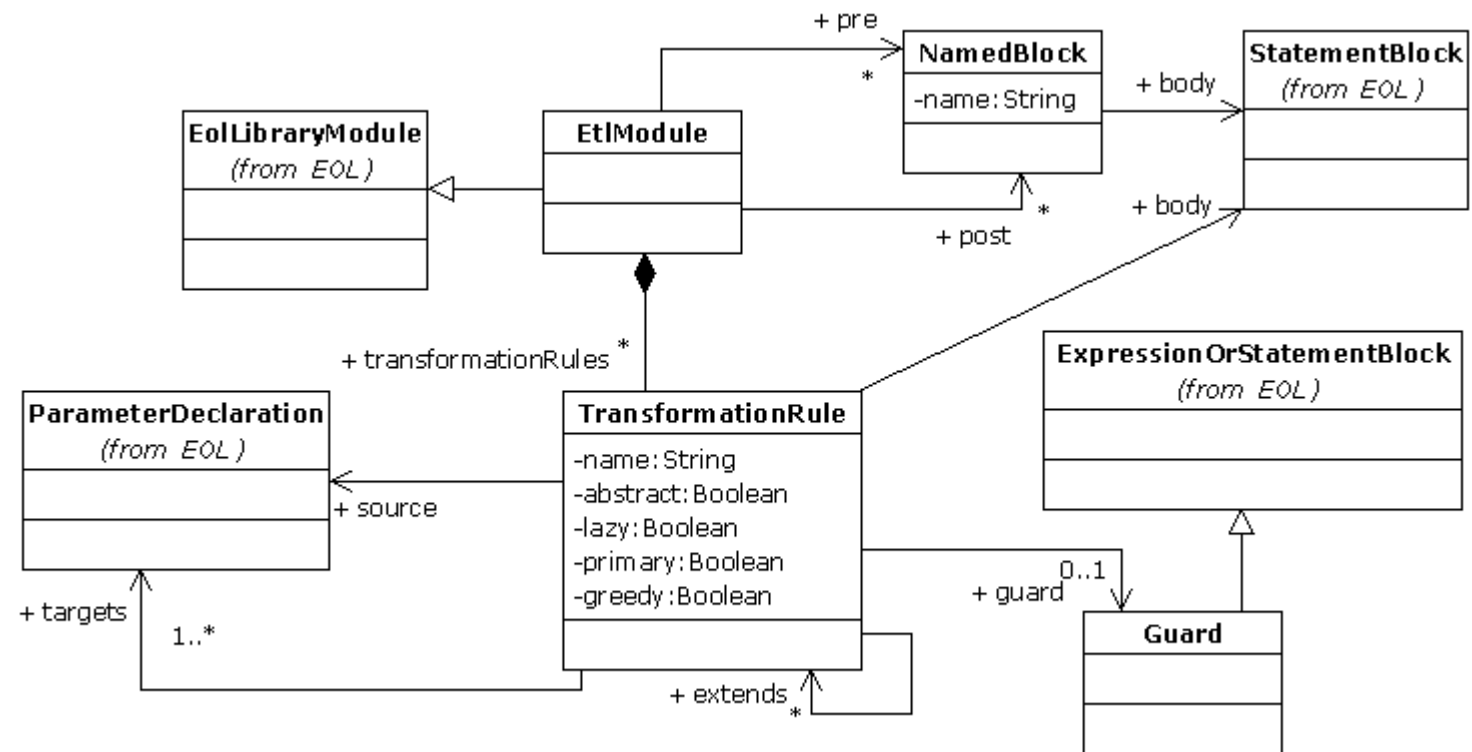 + pre
*
NamedBlock
-name:String
+ body
StatementBlock
(from EOL)
EolLibraryModule
(from EOL)
EtlModule
+ post
*
+ body
+ transformationRules
*
ExpressionOrStatementBlock
(from EOL)
ParameterDeclaration
(from EOL)
+ source
+ targets
1..*
TransformationRule
-name:String
-abstract:Boolean
-lazy:Boolean
-primary:Boolean
-greedy:Boolean
+ extends
*
+ guard
0..1
Guard